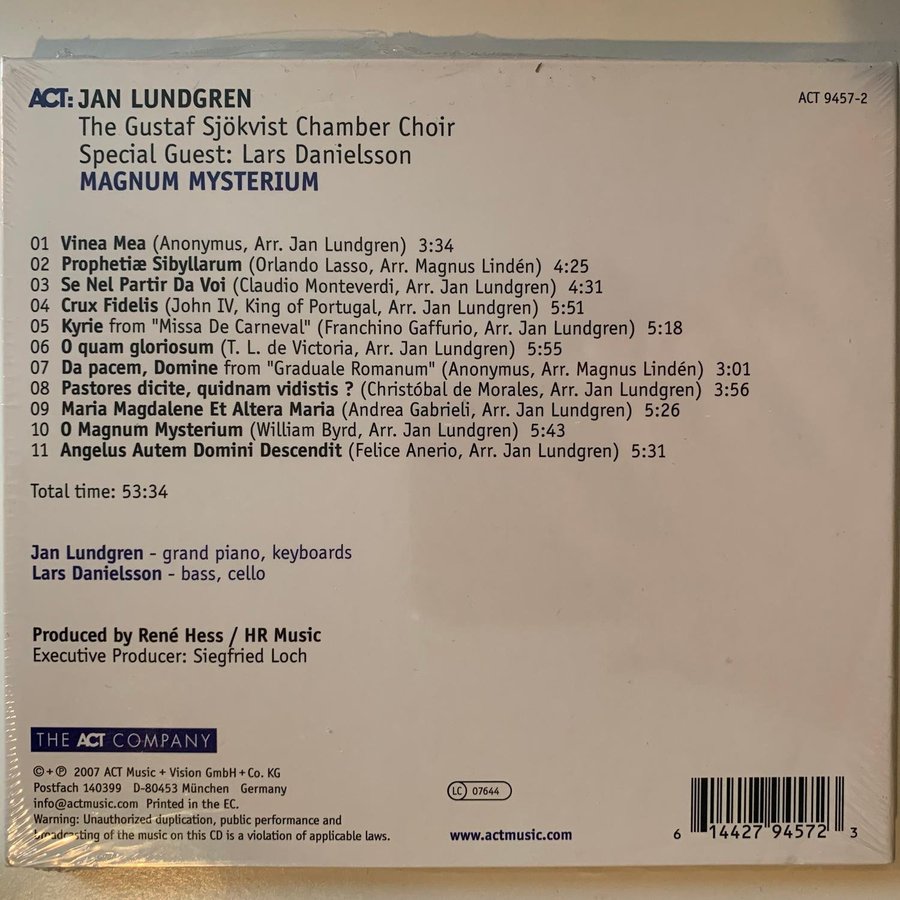 ACT: JAN LUNDGREN
ACT 9457-2
The Gustaf Sjökvist Chamber Choir
Special Guest: Lars Danielsson
MAGNUM MYSTERIUM
01 Vinea Mea (Anonymus, Arr. Jan Lundgren) 3:34
02 Prophetiæ Sibyllarum (Orlando Lasso, Arr. Magnus Lindén) 4:25
03 Se Nel Partir Da Voi (Claudio Monteverdi, Arr. Jan Lundgren) 4:31
04 Crux Fidelis (John IV, King of Portugal, Arr. Jan Lundgren) 5:51
05 Kyrie from "Missa De Carneval" (Franchino Gaffurio, Arr. Jan Lundgren) 5:18
06 O quam gloriosum (T. L. de Victoria, Arr. Jan Lundgren) 5:55
07 Da pacem, Domine from "Graduale Romanum" (Anonymus, Arr. Magnus Lindén) 3:01
08 Pastores dicite, quidnam vidistis ? (Christóbal de Morales, Arr. Jan Lundgren) 3:56
09 Maria Magdalene Et Altera Maria (Andrea Gabrieli, Arr. Jan Lundgren) 5:26
10 O Magnum Mysterium (William Byrd, Arr. Jan Lundgren) 5:43
11 Angelus Autem Domini Descendit (Felice Anerio, Arr. Jan Lundgren) 5:31
Total time: 53:34
Jan Lundgren - grand piano, keyboards
Lars Danielsson - bass, cello
Produced by René Hess / HR Music
Executive Producer: Siegfried Loch
THE ACT COMPANY
©+℗ 2007 ACT Music + Vision GmbH + Co. KG
Postfach 140399 D-80453 München Germany
info@actmusic.com Printed in the EC.
Warning: Unauthorized duplication, public performance and
broadcasting of the music on this CD is a violation of applicable laws.
LC 07644
www.actmusic.com
6 14427 94572 3